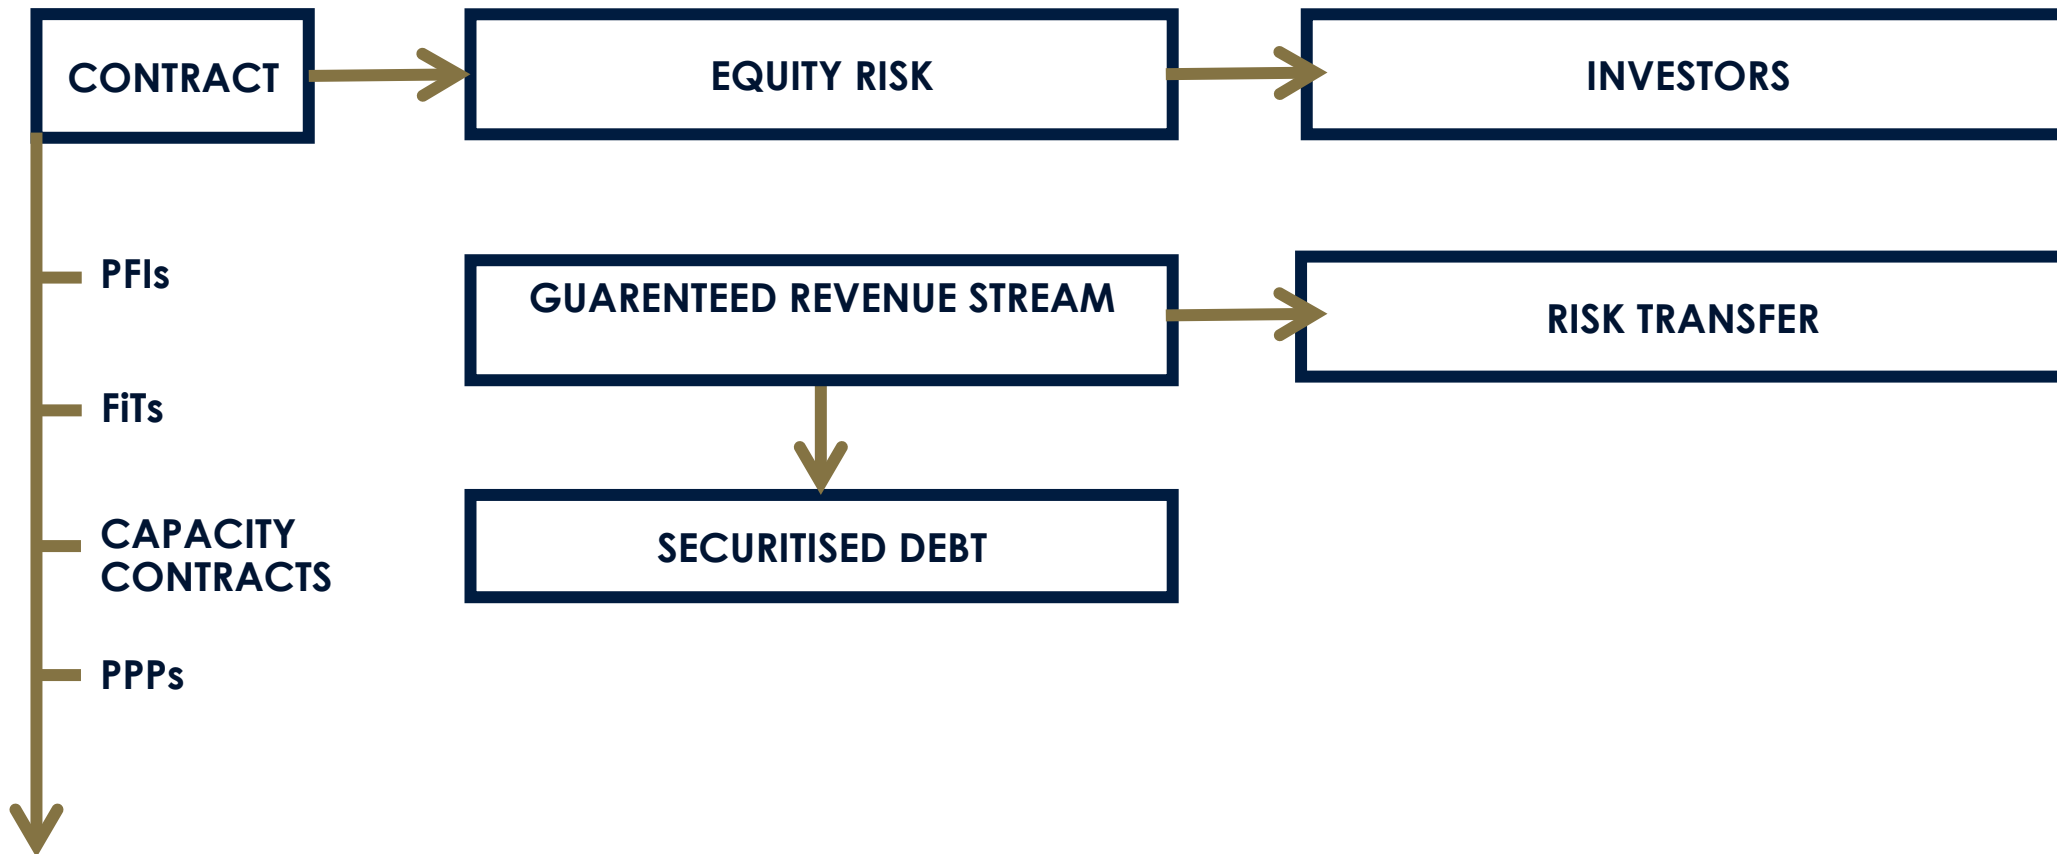 CONTRACT
EQUITY RISK
INVESTORS
PFIs
GUARENTEED REVENUE STREAM
RISK TRANSFER
FiTs
CAPACITY
CONTRACTS
SECURITISED DEBT
PPPs